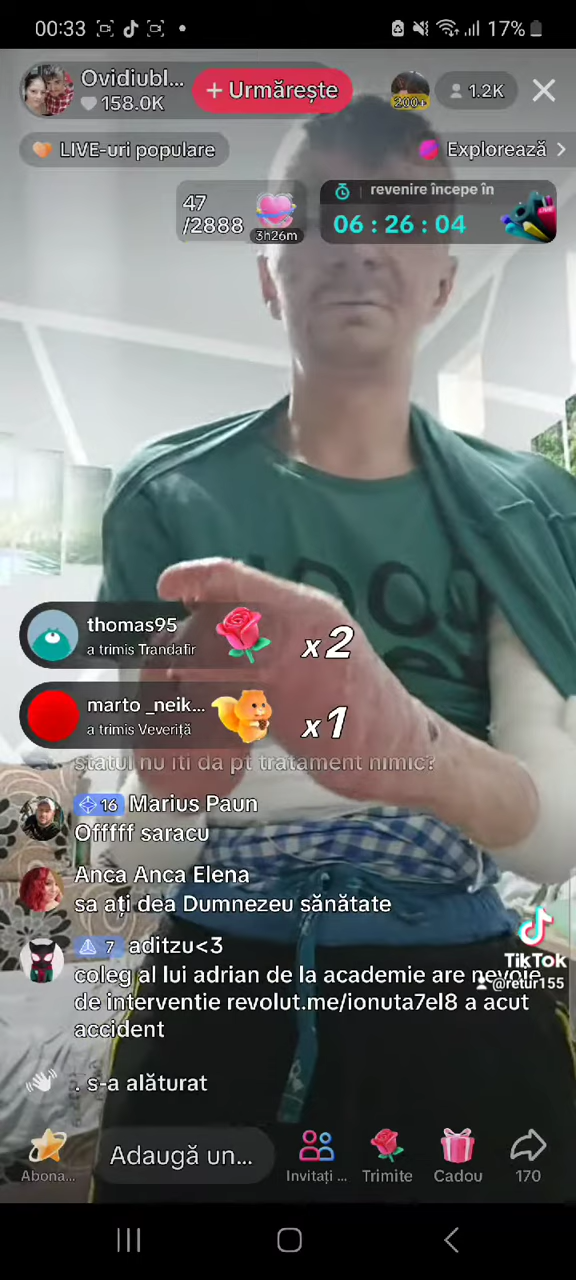 00:33
17%
Ovidiubl...
158.0K
+ Urmărește
200+
1.2K
LIVE-uri populare
Explorează >
47
/2888
3h26m
revenire începe în
06 : 26 : 04
LIVE
thomas95
a trimis Trandafir
x2
marto _neik...
a trimis Veveriță
x1
statul nu iti da pt tratament nimic?
16 Marius Paun
Offfff saracu
Anca Anca Elena
sa ați dea Dumnezeu sănătate
7 aditzu<3
coleg al lui adrian de la academie are nevoie
de interventie revolut.me/ionuta7el8 a acut
accident
TikTok
@retur155
. s-a alăturat
Abona...
Adaugă un...
Invitați ...
Trimite
Cadou
170